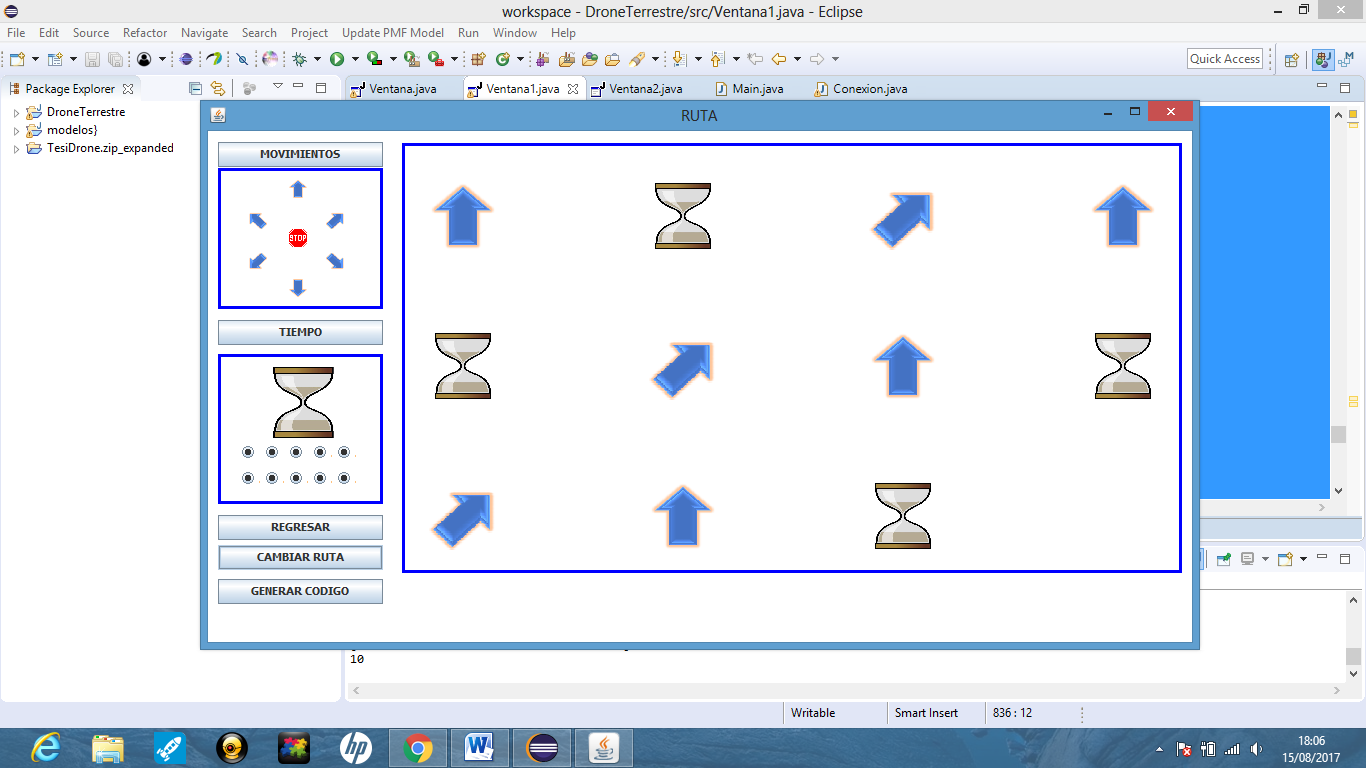 workspace - DroneTerrestre/src/Ventana1.java - Eclipse
File Edit Source Refactor Navigate Search Project Update PMF Model Run Window Help
Quick Access
Package Explorer
Ventana.java Ventana1.java Ventana2.java Main.java Conexion.java
DroneTerrestre
modelos}
TesiDrone.zip_expanded
RUTA
MOVIMIENTOS
STOP
TIEMPO
REGRESAR
CAMBIAR RUTA
GENERAR CODIGO
10
Writable Smart Insert 836 : 12
hp
18:06
15/08/2017